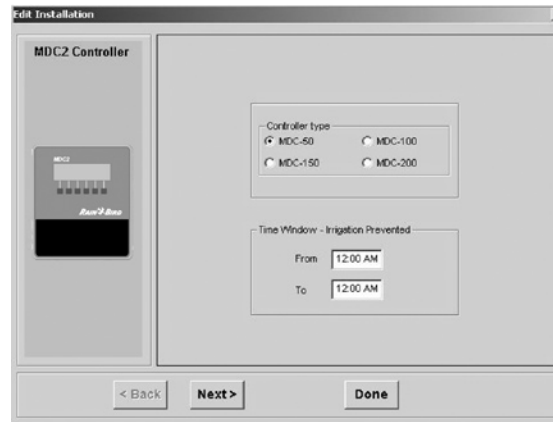 Edit Installation
MDC2 Controller
MDC2
Rain Bird
Controller type
MDC-50 MDC-100
MDC-150 MDC-200
Time Window - Irrigation Prevented
From 12:00 AM
To 12:00 AM
< Back Next > Done